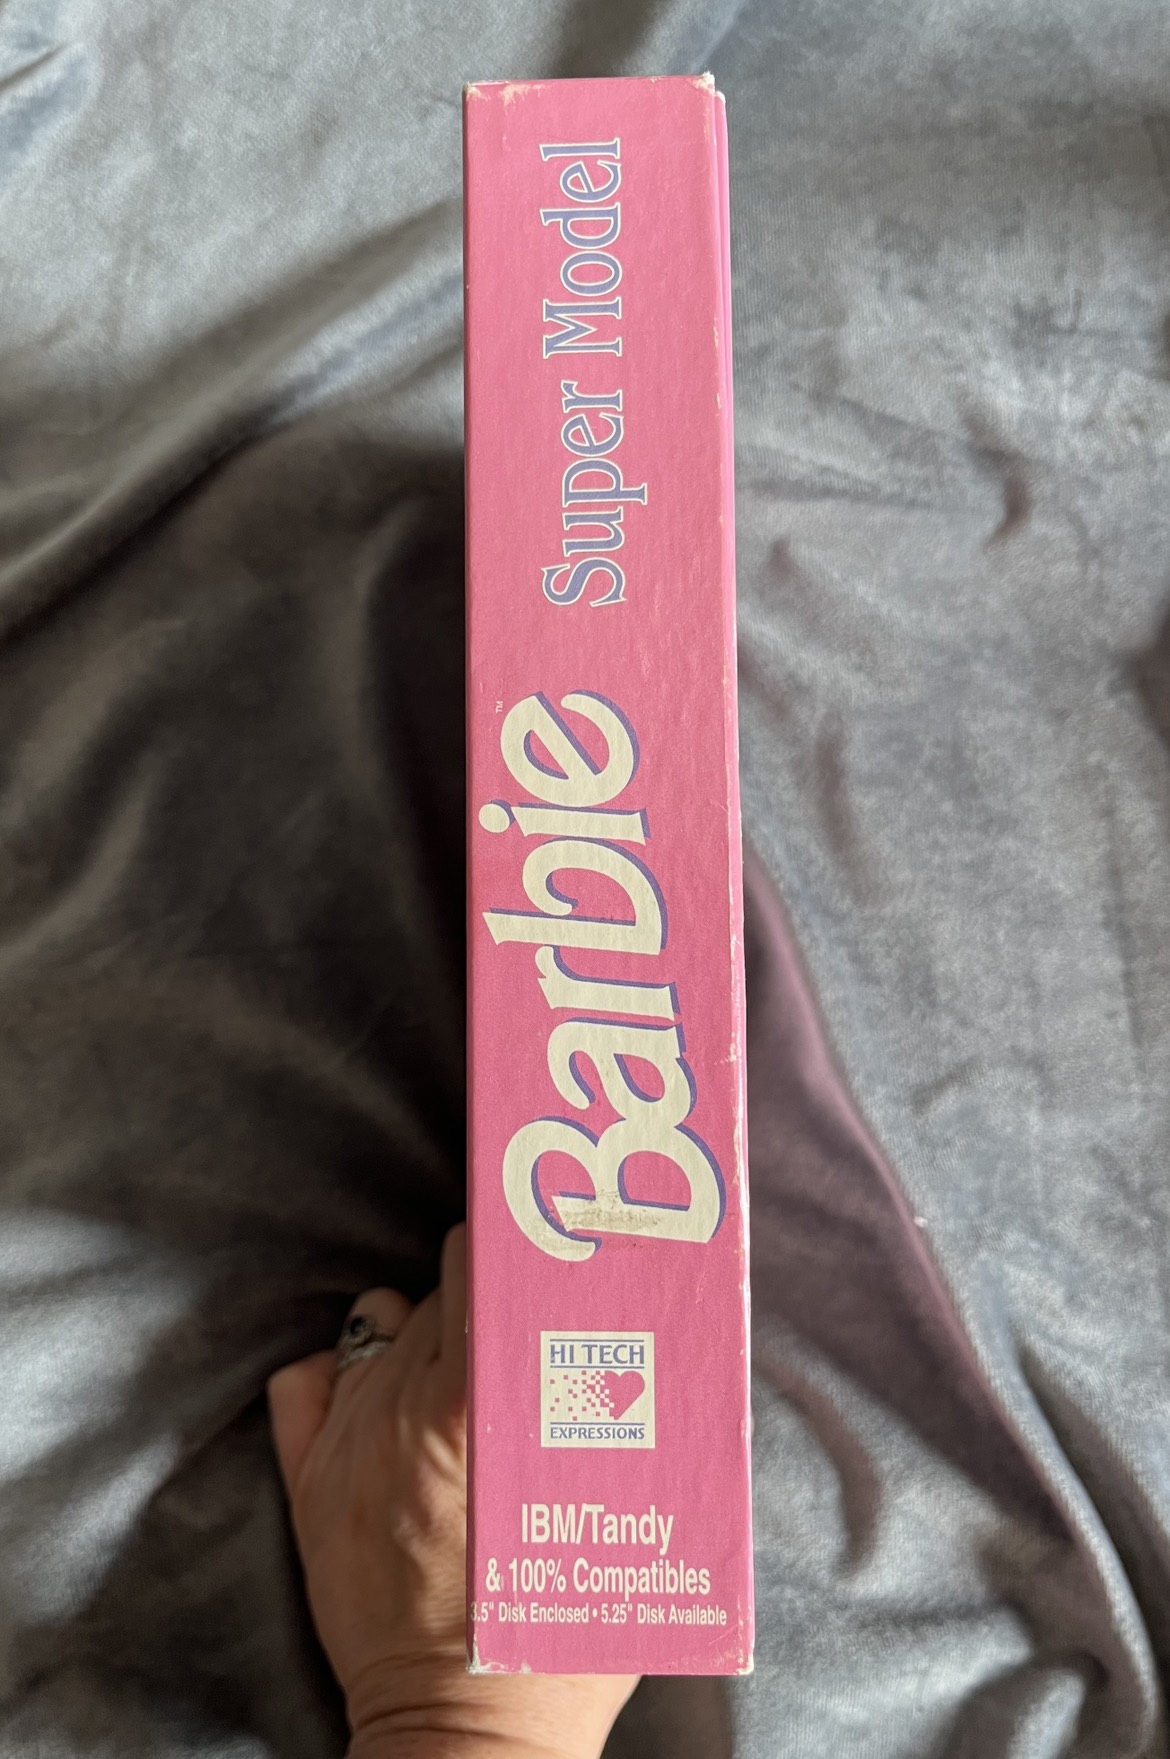 Super Model
Barbie™
HI TECH
EXPRESSIONS
IBM/Tandy
& 100% Compatibles
3.5" Disk Enclosed • 5.25" Disk Available